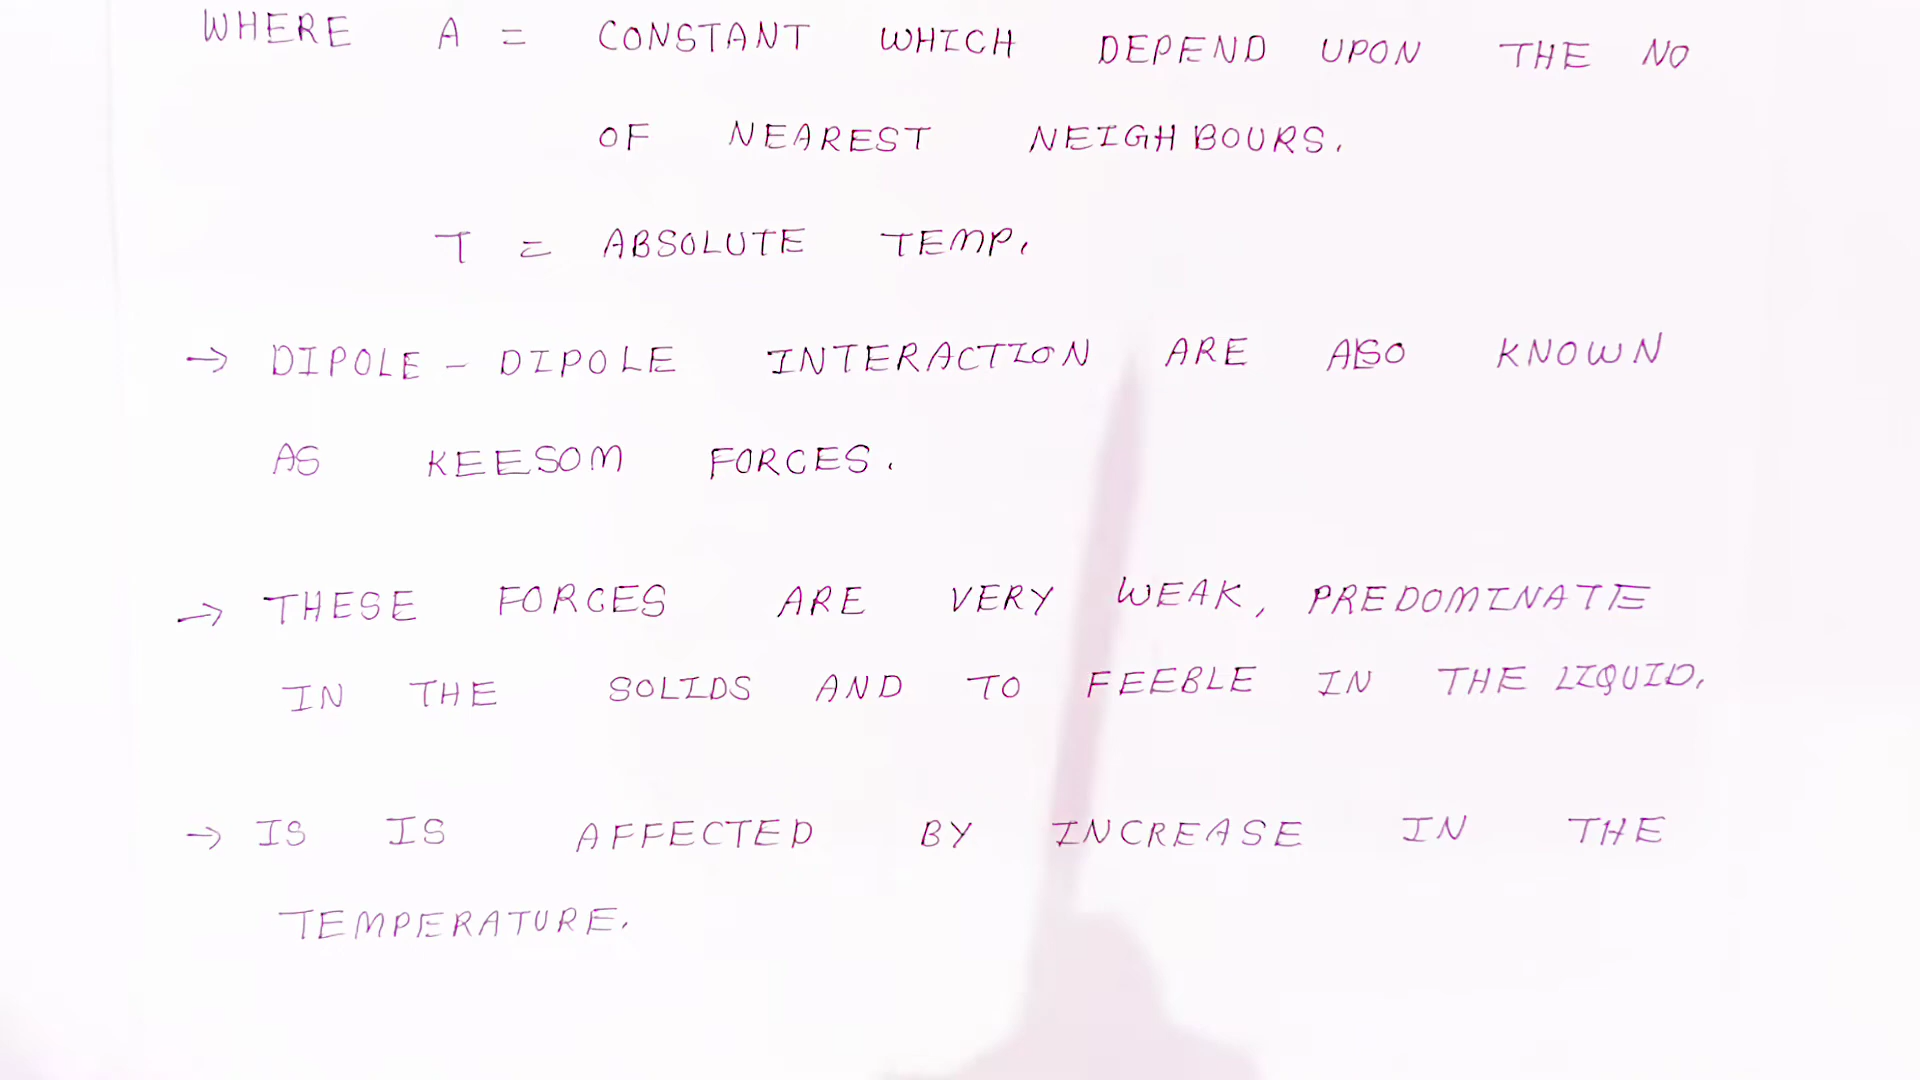 WHERE A = CONSTANT WHICH DEPEND UPON THE NO
OF NEAREST NEIGHBOURS.
T = ABSOLUTE TEMP.
→ DIPOLE - DIPOLE INTERACTION ARE ALSO KNOWN
AS KEESOM FORCES.
→ THESE FORCES ARE VERY WEAK, PREDOMINATE
IN THE SOLIDS AND TO FEEBLE IN THE LIQUID.
→ IS IS AFFECTED BY INCREASE IN THE
TEMPERATURE.